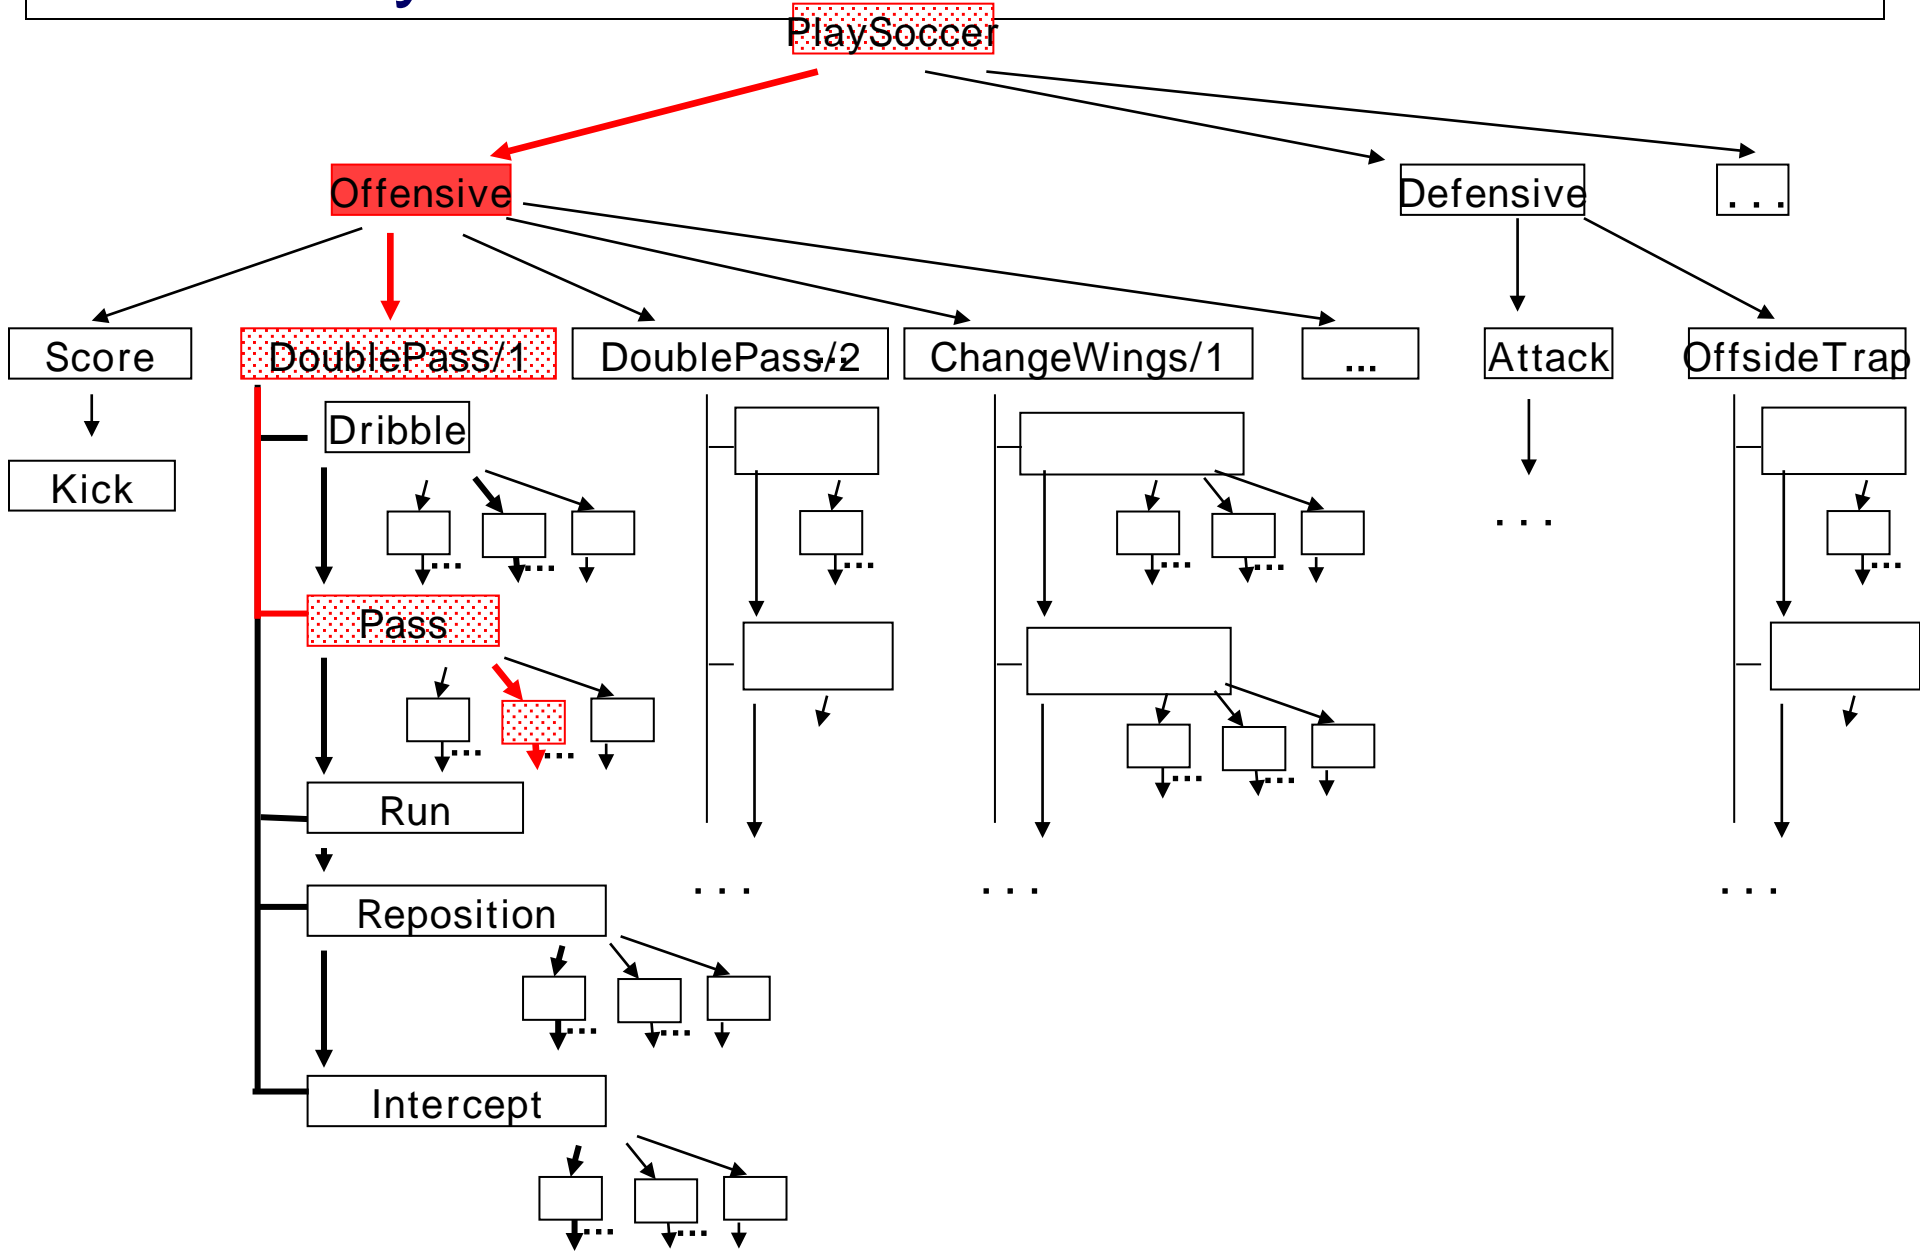 PlaySoccer
Offensive
Defensive
. . .
Score
DoublePass/1
DoublePass/2
...
ChangeWings/1
...
Attack
OffsideTrap
Dribble
Kick
. . .
...
...
...
...
...
...
Pass
...
...
...
...
Run
Reposition
. . .
. . .
. . .
...
...
Intercept
...
...